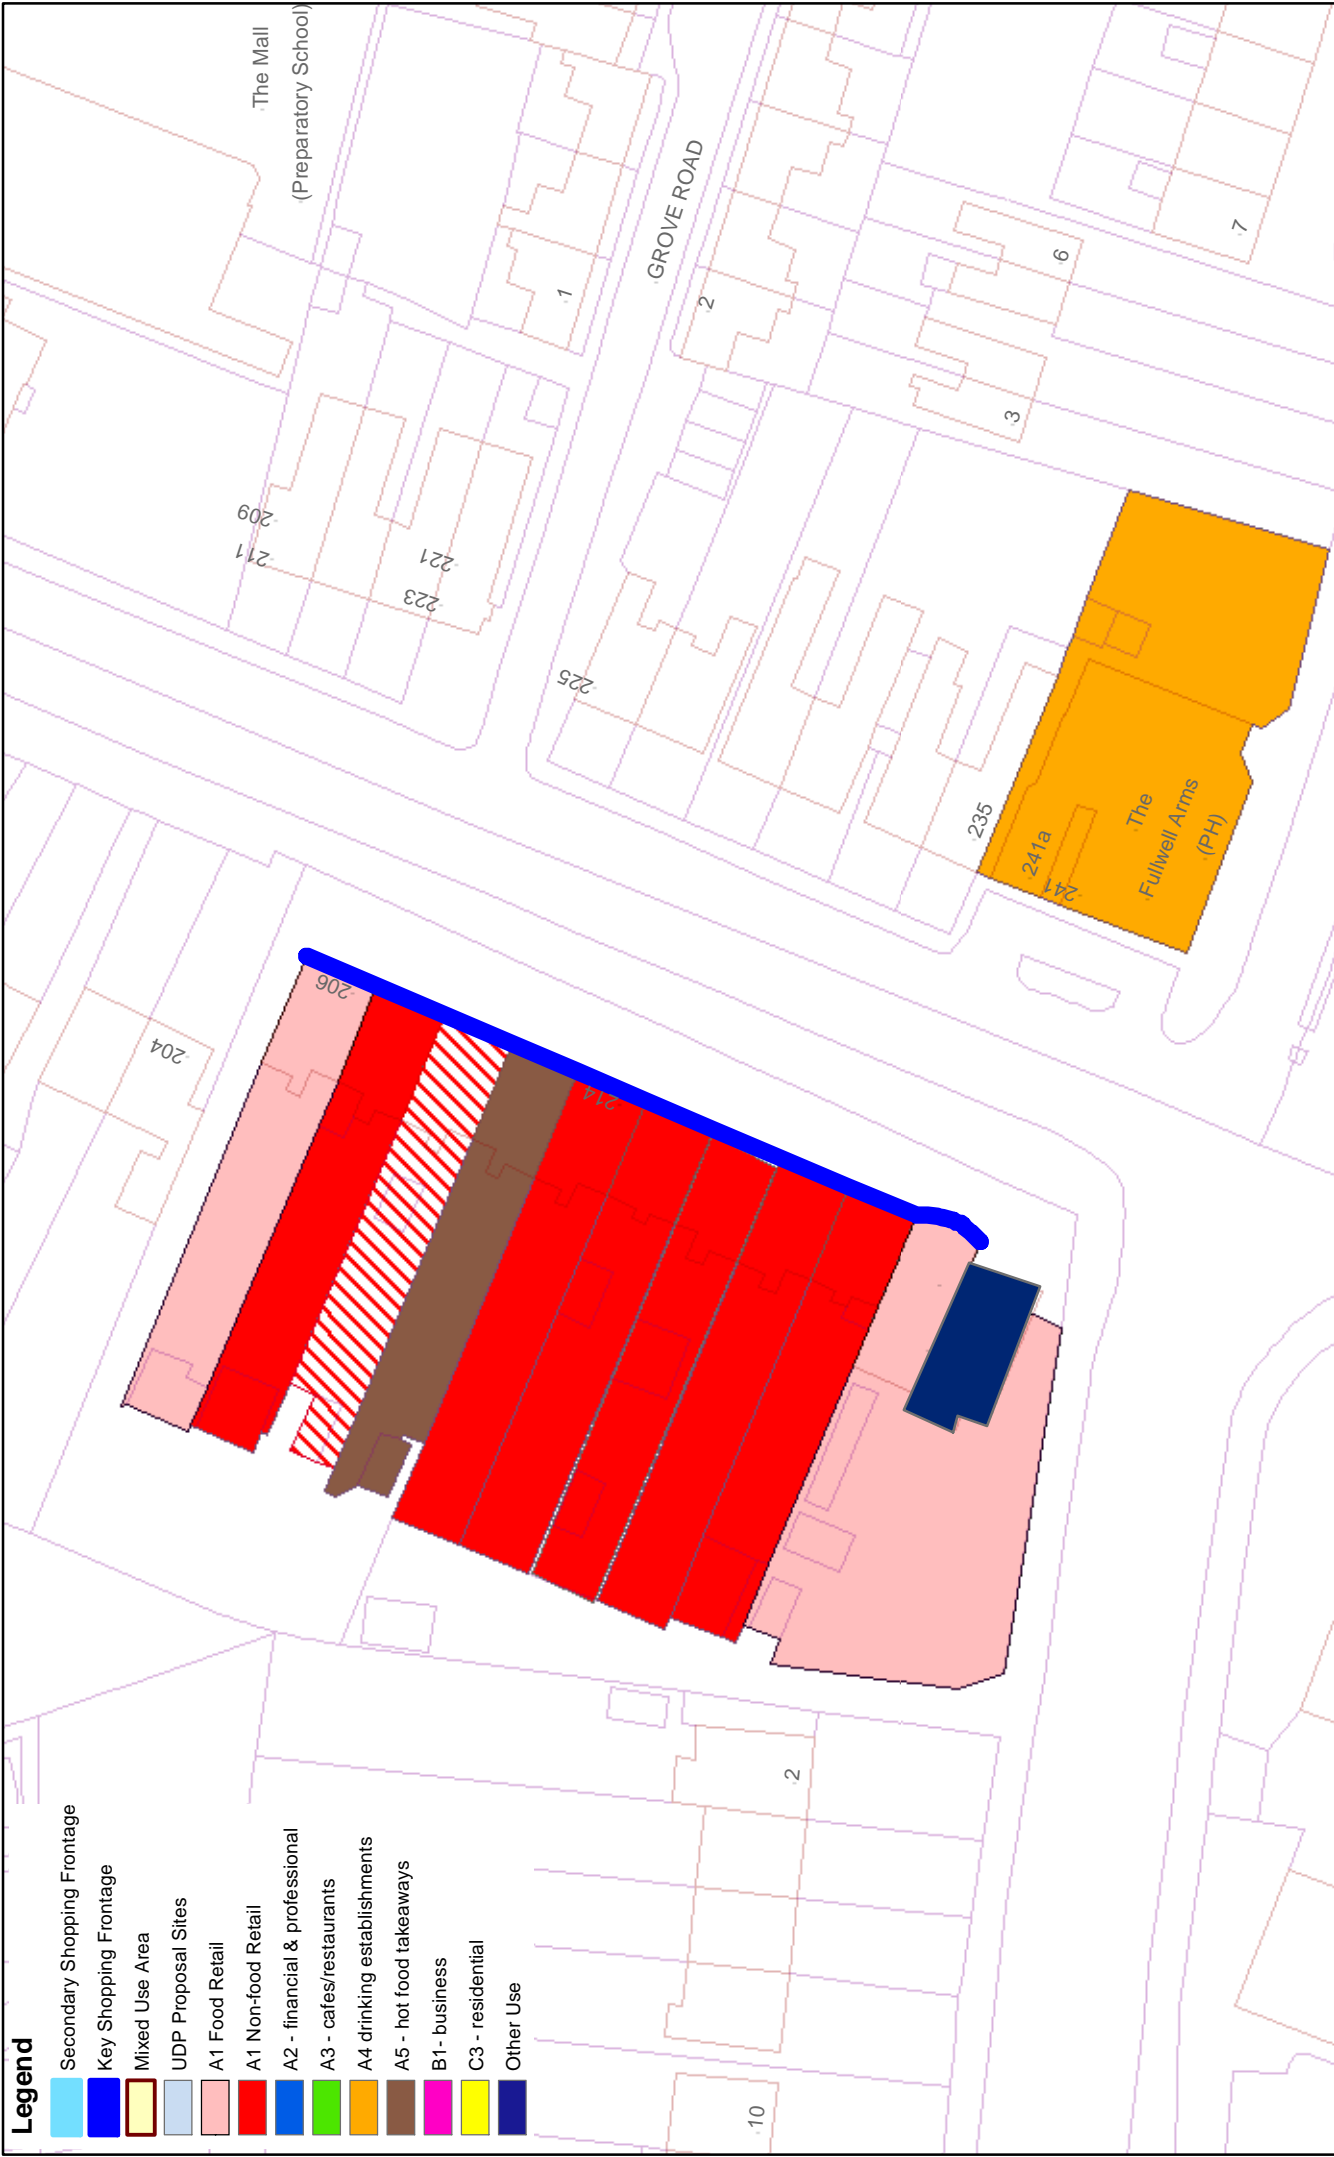 Legend
Secondary Shopping Frontage
Key Shopping Frontage
Mixed Use Area
UDP Proposal Sites
A1 Food Retail
A1 Non-food Retail
A2 - financial & professional
A3 - cafes/restaurants
A4 drinking establishments
A5 - hot food takeaways
B1- business
C3 - residential
Other Use
The Mall
(Preparatory School)
GROVE ROAD
1
2
6
7
3
209
211
221
223
225
235
241a
241
The
Fullwell Arms
(PH)
204
206
214
2
10